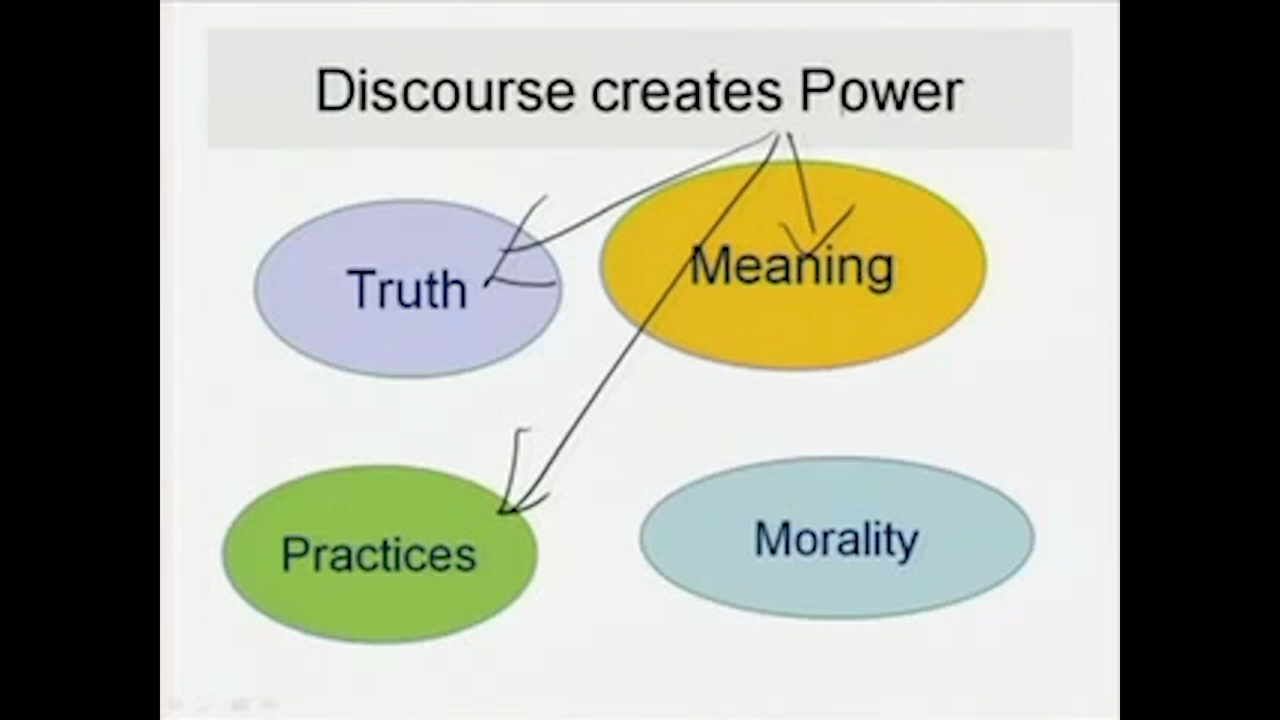 Discourse creates Power
Truth
Meaning
Practices
Morality